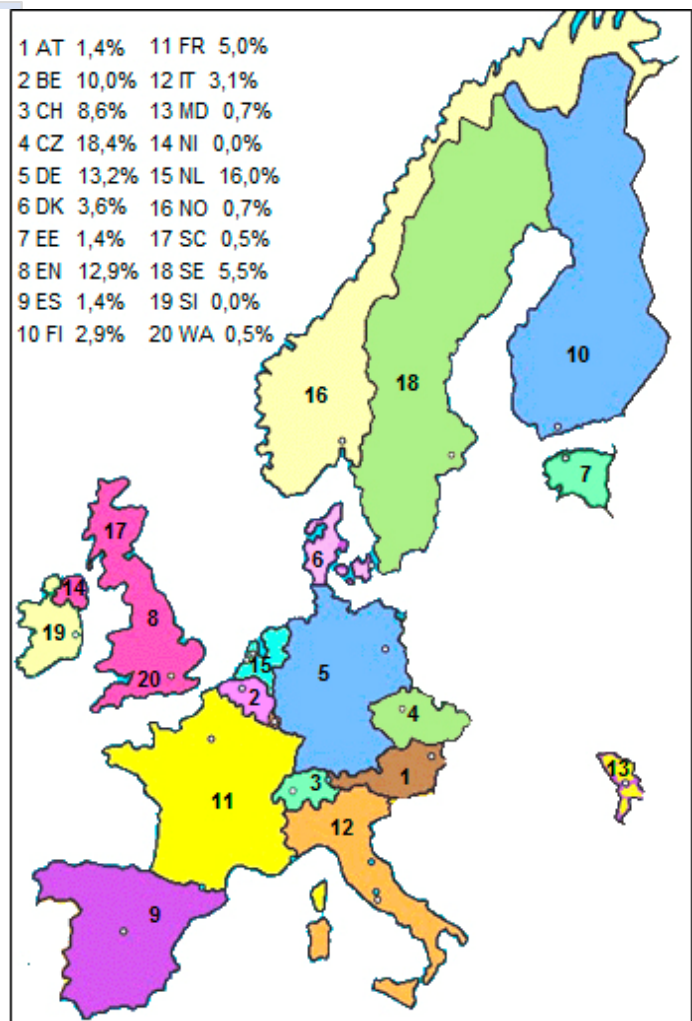 1 AT 1,4% 11 FR 5,0%
2 BE 10,0% 12 IT 3,1%
3 CH 8,6% 13 MD 0,7%
4 CZ 18,4% 14 NI 0,0%
5 DE 13,2% 15 NL 16,0%
6 DK 3,6% 16 NO 0,7%
7 EE 1,4% 17 SC 0,5%
8 EN 12,9% 18 SE 5,5%
9 ES 1,4% 19 SI 0,0%
10 FI 2,9% 20 WA 0,5%
10
18
16
7
17
6
14
8
19
15
5
20
2
4
13
1
3
11
12
9